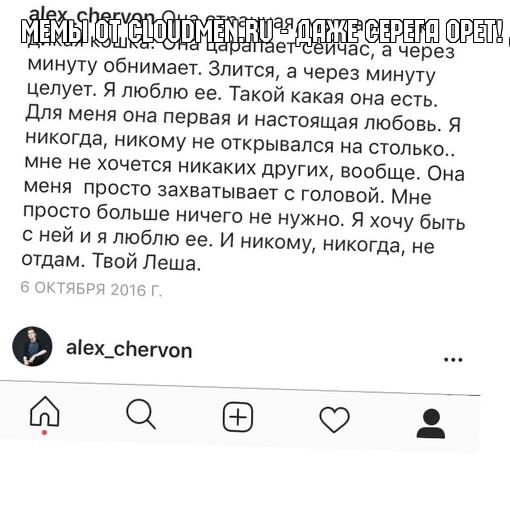 МЕМЫ ОТ CLOUDMEN.RU - ДАЖЕ СЕРЕГА ОРЕТ!
alex_chervon Она странная
дикая кошка. Она царапает сейчас, а через
минуту обнимает. Злится, а через минуту
целует. Я люблю ее. Такой какая она есть.
Для меня она первая и настоящая любовь. Я
никогда, никому не открывался на столько..
мне не хочется никаких других, вообще. Она
меня просто захватывает с головой. Мне
просто больше ничего не нужно. Я хочу быть
с ней и я люблю ее. И никому, никогда, не
отдам. Твой Леша.
6 ОКТЯБРЯ 2016 Г.
alex_chervon